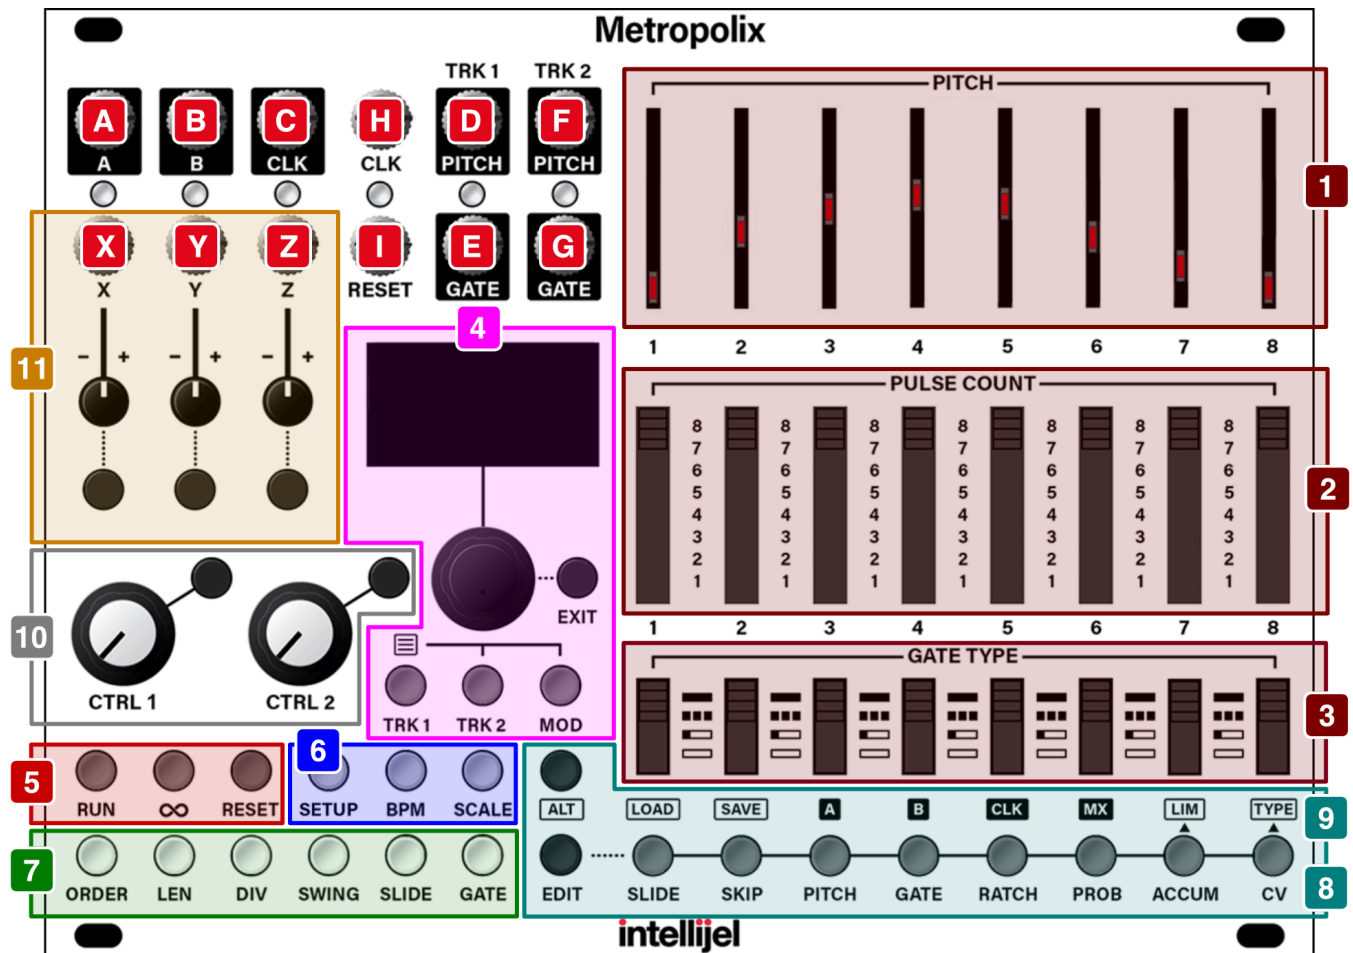 Metropolix
TRK 1 TRK 2
A B C H D F
A B CLK CLK PITCH PITCH
X Y Z I E G
X Y Z RESET GATE GATE
- + - + - +
11
4
EXIT
10
CTRL 1 CTRL 2
TRK 1 TRK 2 MOD
PITCH
1
1 2 3 4 5 6 7 8
PULSE COUNT
8 8 8 8 8 8 8
7 7 7 7 7 7 7
6 6 6 6 6 6 6
5 5 5 5 5 5 5
4 4 4 4 4 4 4
3 3 3 3 3 3 3
2 2 2 2 2 2 2
1 1 1 1 1 1 1
2
1 2 3 4 5 6 7 8
GATE TYPE
3
5
RUN ∞ RESET
6
SETUP BPM SCALE
7
ORDER LEN DIV SWING SLIDE GATE
ALT LOAD SAVE A B CLK MX LIM TYPE
9
EDIT SLIDE SKIP PITCH GATE RATCH PROB ACCUM CV
8
intellijel